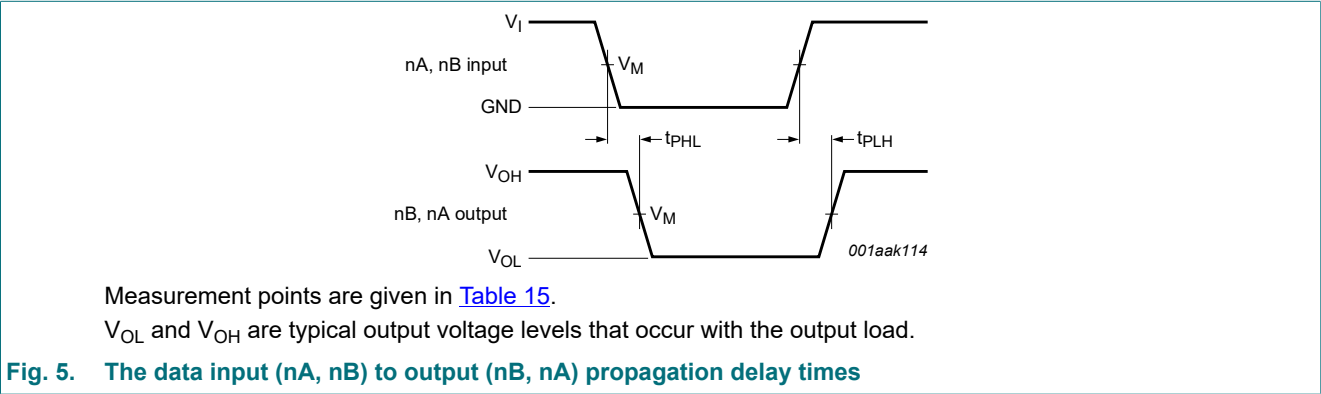 V_I
nA, nB input
V_M
GND
t_PHL
t_PLH
V_OH
nB, nA output
V_M
V_OL
001aak114
Measurement points are given in Table 15.
V_OL and V_OH are typical output voltage levels that occur with the output load.
Fig. 5. The data input (nA, nB) to output (nB, nA) propagation delay times